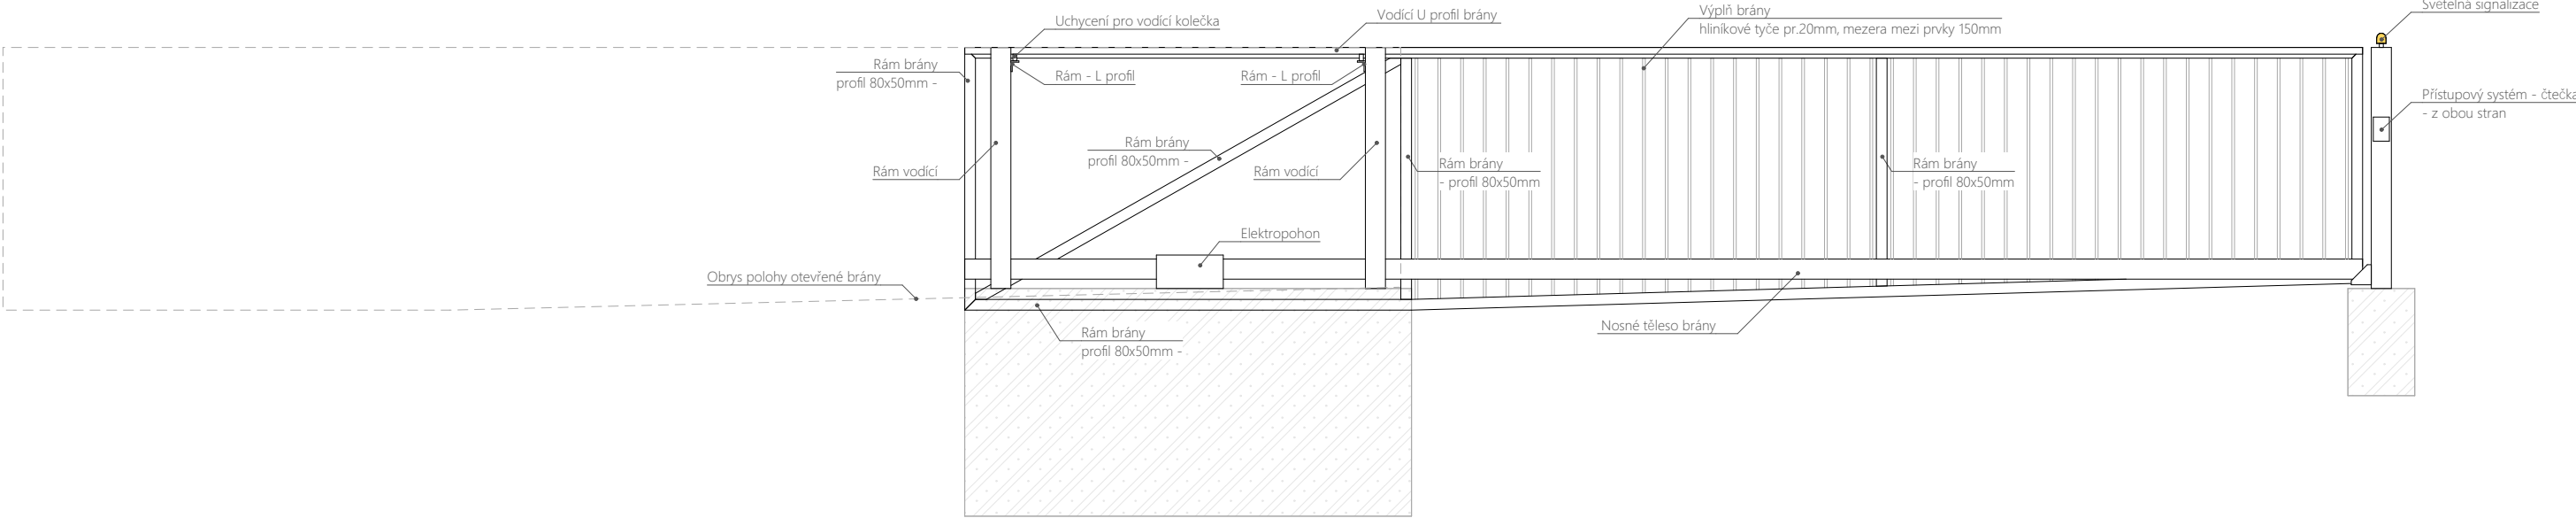 Uchycení pro vodící kolečka
Vodící U profil brány
Výplň brány
hliníkové tyče pr.20mm, mezera mezi prvky 150mm
Světelná signalizace
Rám brány
profil 80x50mm -
Rám - L profil
Rám - L profil
Přístupový systém - čtečka
- z obou stran
Rám brány
profil 80x50mm -
Rám vodící
Rám vodící
Rám brány
- profil 80x50mm
Rám brány
- profil 80x50mm
Elektropohon
Obrys polohy otevřené brány
Nosné těleso brány
Rám brány
profil 80x50mm -